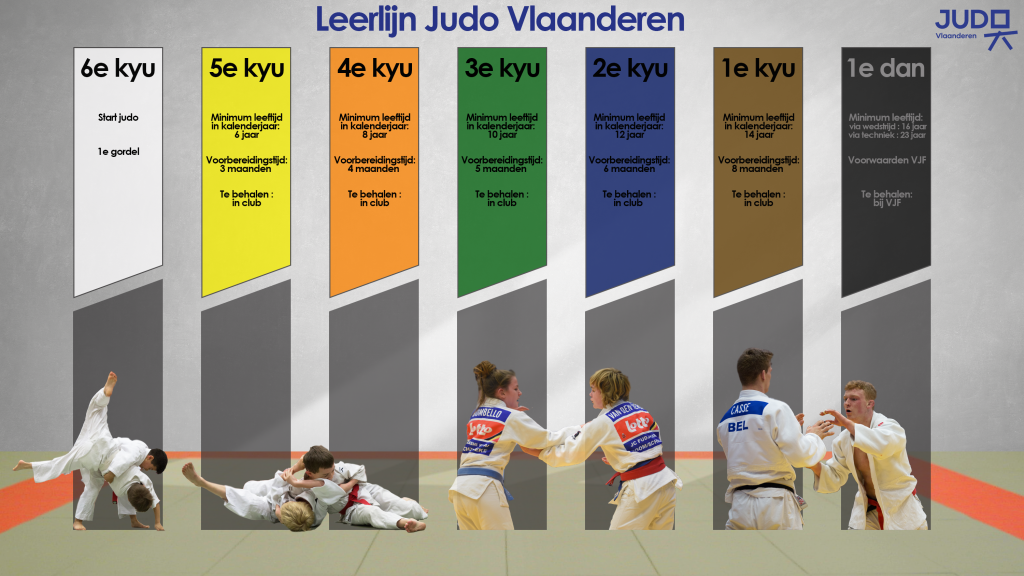 Leerlijn Judo Vlaanderen
JUDO
Vlaanderen
6e kyu
Start judo
1e gordel
5e kyu
Minimum leeftijd
in kalenderjaar:
6 jaar
Voorbereidingstijd:
3 maanden
Te behalen :
in club
4e kyu
Minimum leeftijd
in kalenderjaar:
8 jaar
Voorbereidingstijd:
4 maanden
Te behalen :
in club
3e kyu
Minimum leeftijd
in kalenderjaar:
10 jaar
Voorbereidingstijd:
5 maanden
Te behalen :
in club
2e kyu
Minimum leeftijd
in kalenderjaar:
12 jaar
Voorbereidingstijd:
6 maanden
Te behalen :
in club
1e kyu
Minimum leeftijd
in kalenderjaar:
14 jaar
Voorbereidingstijd:
8 maanden
Te behalen :
in club
1e dan
Minimum leeftijd:
via wedstrijd : 16 jaar
via techniek : 23 jaar
Voorwaarden VJF
Te behalen:
bij VJF
Lotto
VAN DEN
Lotto
CASSE
BEL